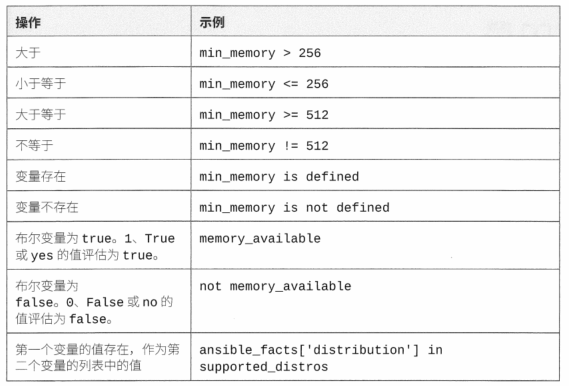 操作 示例
大于 min_memory > 256
小于等于 min_memory <= 256
大于等于 min_memory >= 512
不等于 min_memory != 512
变量存在 min_memory is defined
变量不存在 min_memory is not defined
布尔变量为 true。1、True memory_available
或 yes 的值评估为 true。
布尔变量为 not memory_available
false。0、False 或 no 的
值评估为 false。
第一个变量的值存在，作为第 ansible_facts['distribution'] in
二个变量的列表中的值 supported_distros